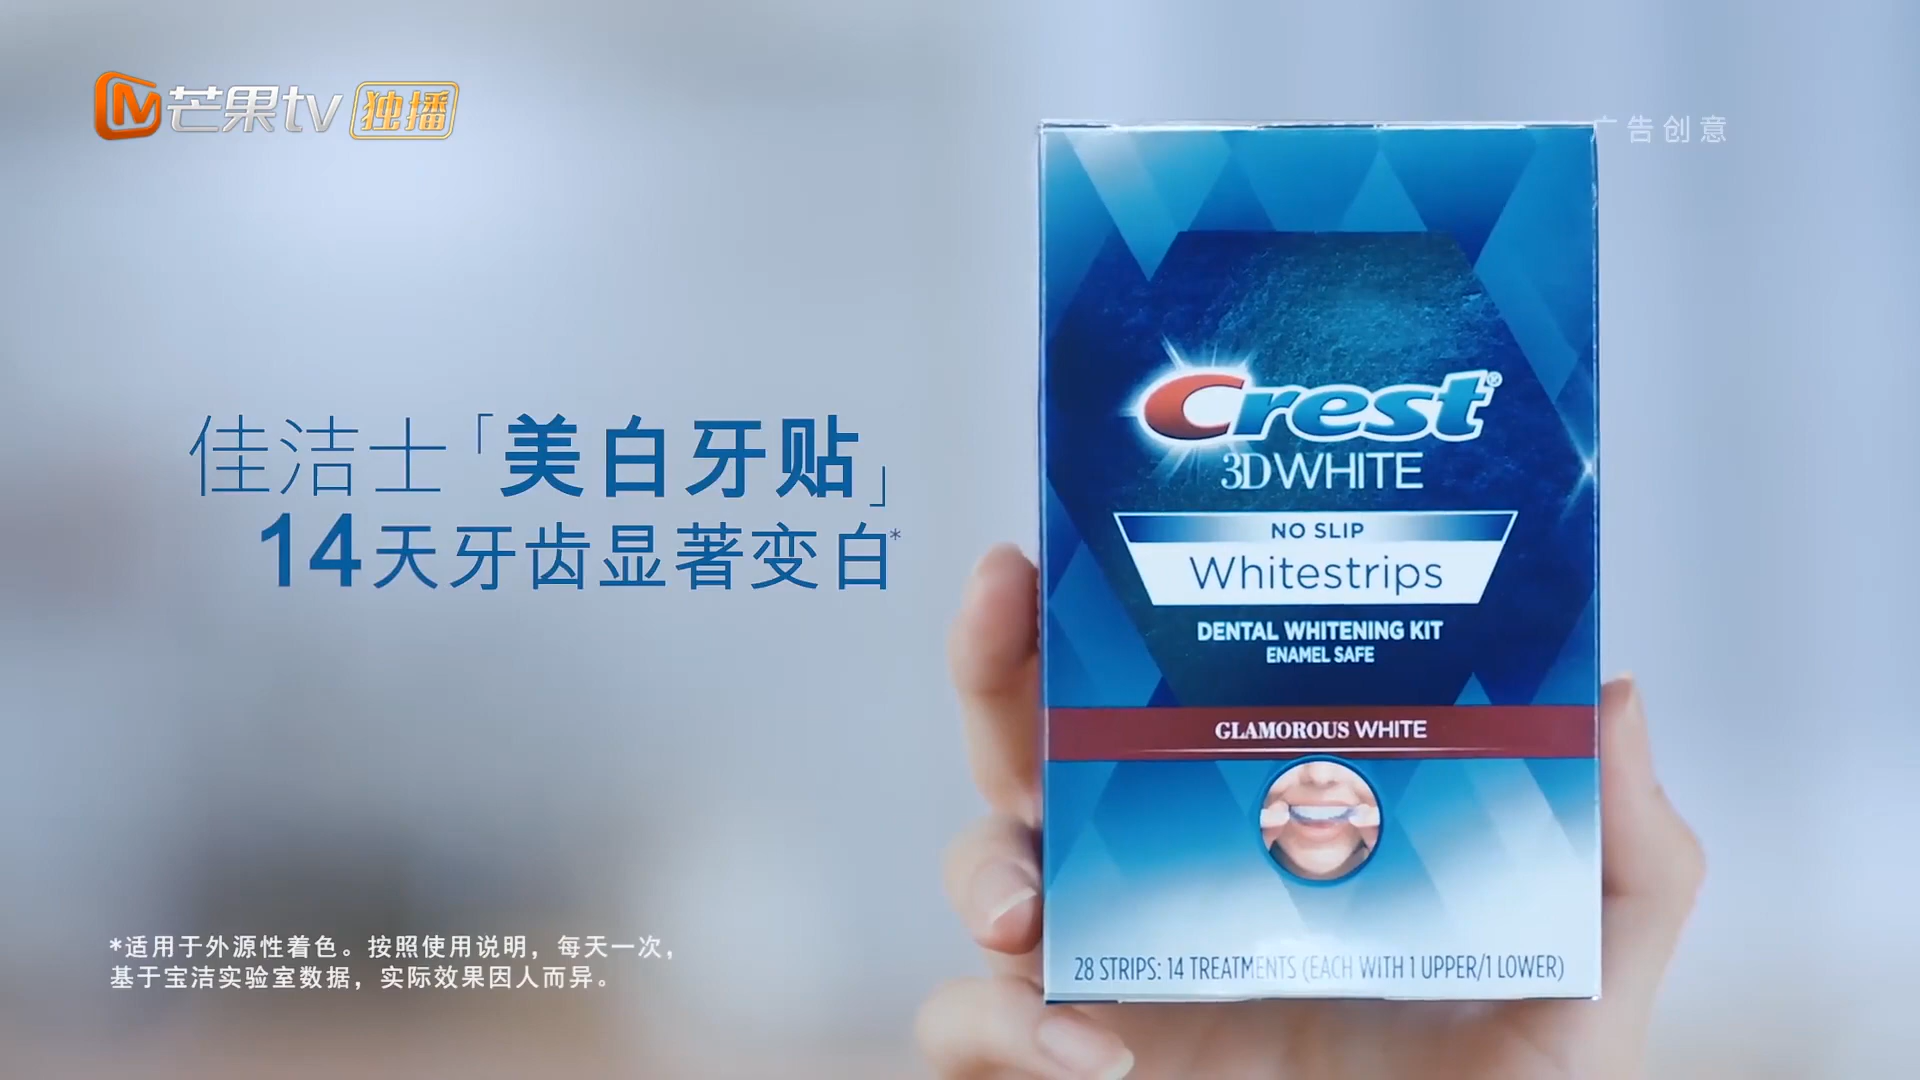 芒果tv 独播
广告创意
佳洁士「美白牙贴」
14天牙齿显著变白*
*适用于外源性着色。按照使用说明，每天一次，
基于宝洁实验室数据，实际效果因人而异。
Crest®
3D WHITE
NO SLIP
Whitestrips
DENTAL WHITENING KIT
ENAMEL SAFE
GLAMOROUS WHITE
28 STRIPS: 14 TREATMENTS (EACH WITH 1 UPPER/1 LOWER)